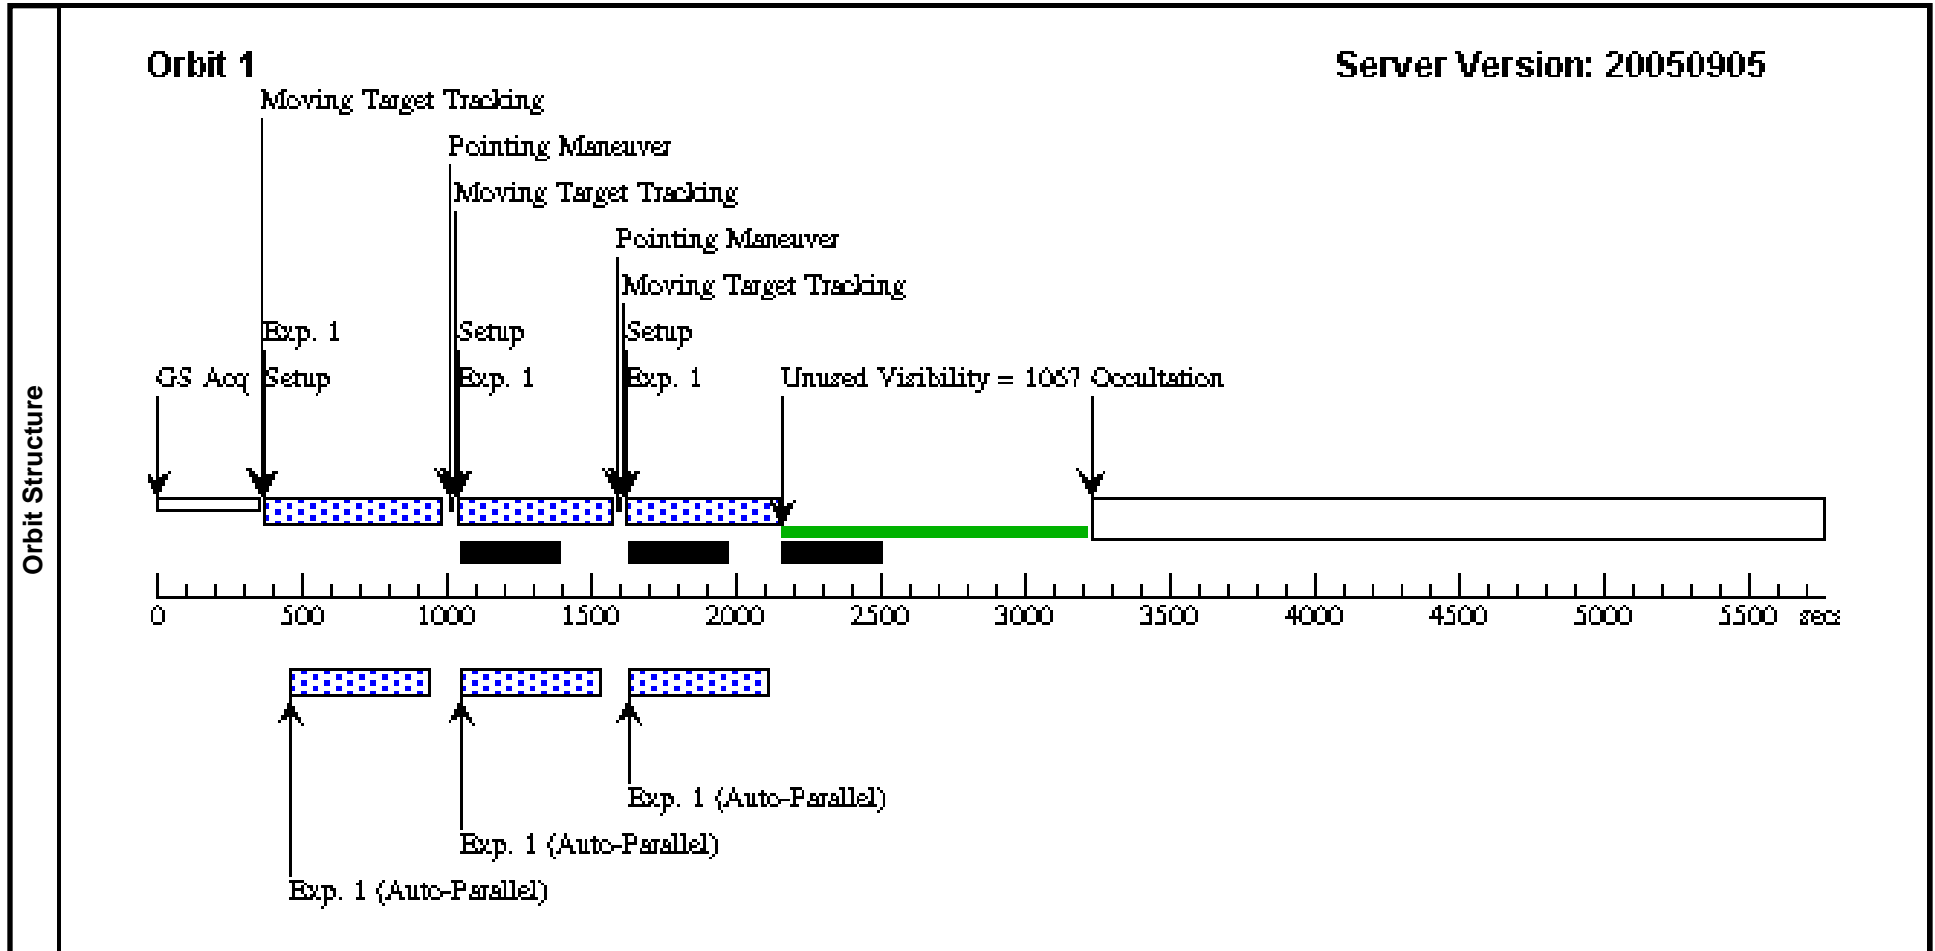 Orbit Structure
Orbit 1
Server Version: 20050905
Moving Target Tracking
Pointing Maneuver
Moving Target Tracking
Pointing Maneuver
Moving Target Tracking
Exp. 1
Setup
Setup
GS Acq
Setup
Exp. 1
Exp. 1
Unused Visibility = 1067
Occultation
0
500
1000
1500
2000
2500
3000
3500
4000
4500
5000
5500
secs
Exp. 1 (Auto-Parallel)
Exp. 1 (Auto-Parallel)
Exp. 1 (Auto-Parallel)